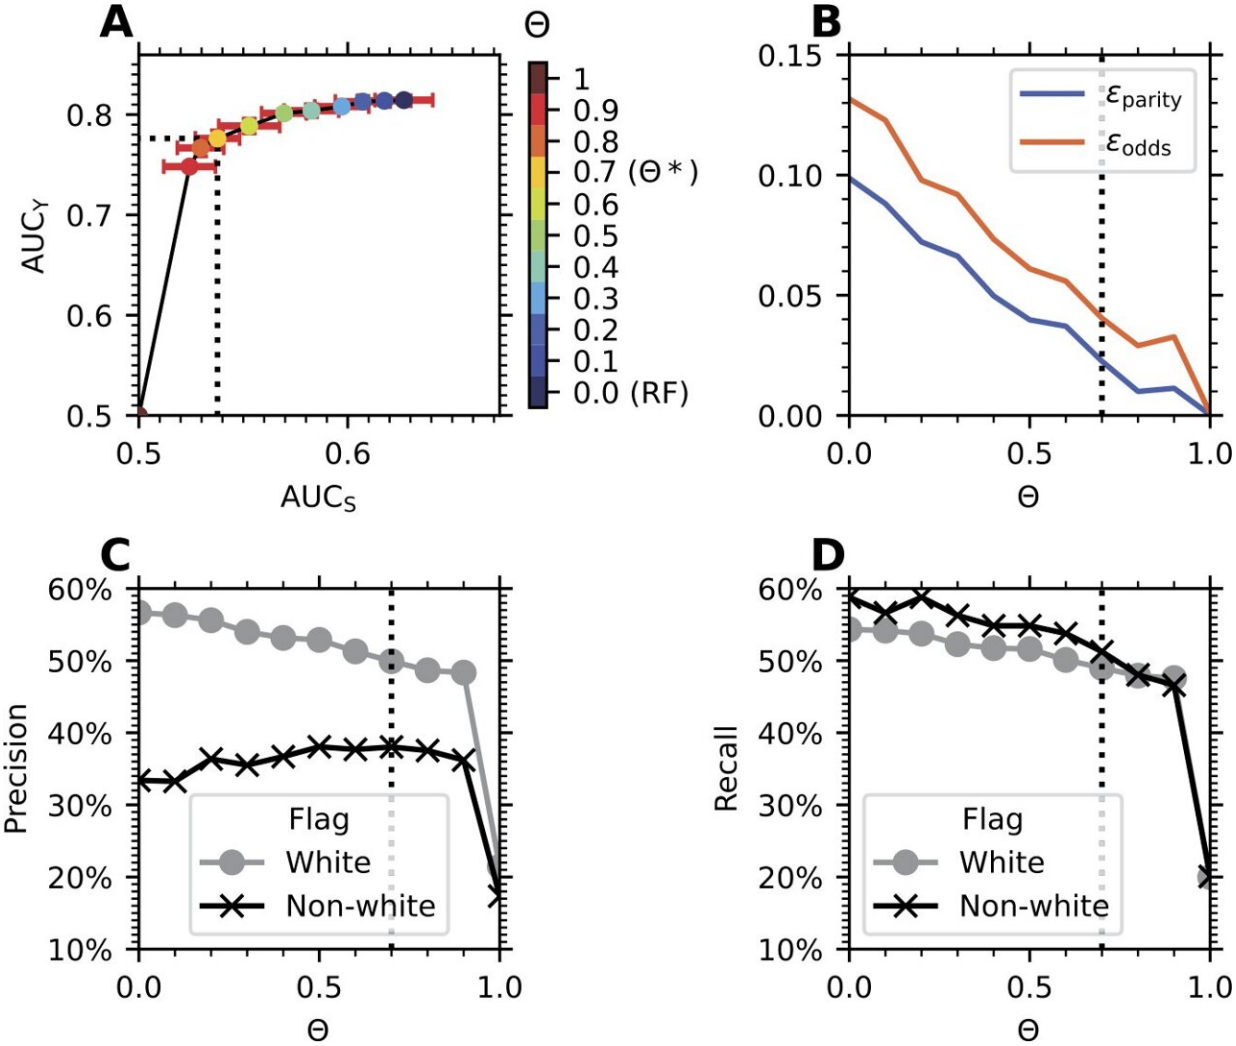 A
0.8
0.7
0.6
0.5
AUC_Y
0.5 0.6
AUC_S
Θ
1
0.9
0.8
0.7 (Θ*)
0.6
0.5
0.4
0.3
0.2
0.1
0.0 (RF)
B
0.15
0.10
0.05
0.00
ε_parity
ε_odds
0.0 0.5 1.0
Θ
C
60%
50%
40%
30%
20%
10%
Precision
Flag
White
Non-white
0.0 0.5 1.0
Θ
D
60%
50%
40%
30%
20%
10%
Recall
Flag
White
Non-white
0.0 0.5 1.0
Θ